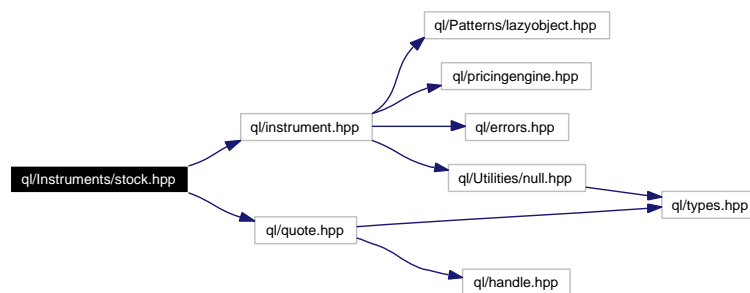 ql/Patterns/lazyobject.hpp
ql/pricingengine.hpp
ql/instrument.hpp
ql/errors.hpp
ql/Instruments/stock.hpp
ql/Utilities/null.hpp
ql/types.hpp
ql/quote.hpp
ql/handle.hpp